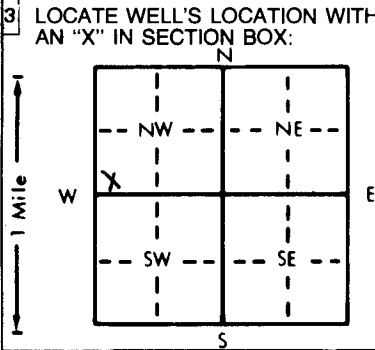 3 LOCATE WELL'S LOCATION WITH
AN "X" IN SECTION BOX:
N
NW NE
X
W E
1 Mile
SW SE
S